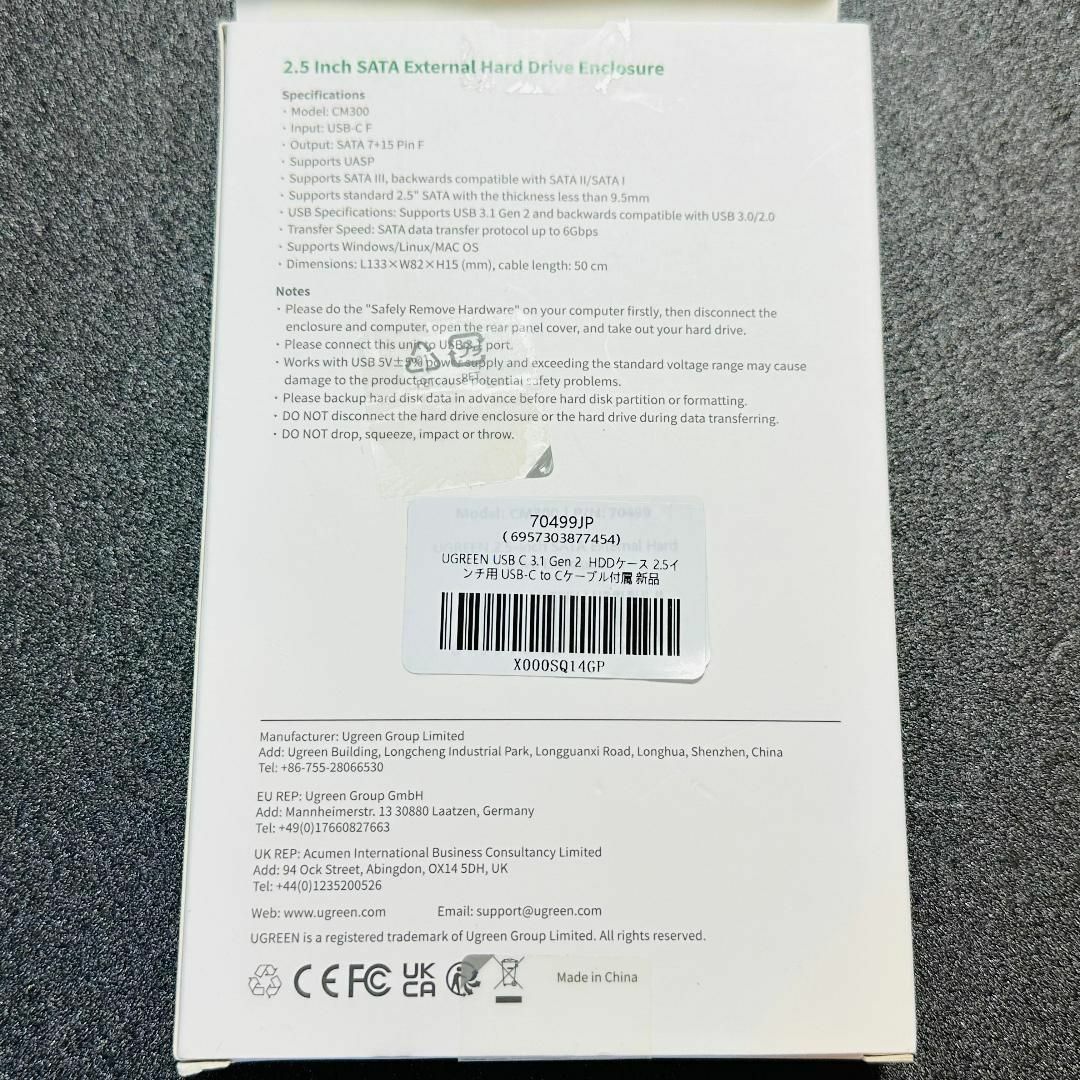 2.5 Inch SATA External Hard Drive Enclosure
Specifications
· Model: CM300
· Input: USB-C F
· Output: SATA 7+15 Pin F
· Supports UASP
· Supports SATA III, backwards compatible with SATA II/SATA I
· Supports standard 2.5" SATA with the thickness less than 9.5mm
· USB Specifications: Supports USB 3.1 Gen 2 and backwards compatible with USB 3.0/2.0
· Transfer Speed: SATA data transfer protocol up to 6Gbps
· Supports Windows/Linux/MAC OS
· Dimensions: L133×W82×H15 (mm), cable length: 50 cm
Notes
· Please do the "Safely Remove Hardware" on your computer firstly, then disconnect the
enclosure and computer, open the rear panel cover, and take out your hard drive.
· Please connect this unit to USB 3.1 port.
· Works with USB 5V±5% power supply and exceeding the standard voltage range may cause
damage to the product or cause potential safety problems.
· Please backup hard disk data in advance before hard disk partition or formatting.
· DO NOT disconnect the hard drive enclosure or the hard drive during data transferring.
· DO NOT drop, squeeze, impact or throw.
Model: CM300 | P/N: 70499
70499JP
(6957303877454)
UGREEN USB C 3.1 Gen 2 HDDケース 2.5イ
ンチ用 USB-C to Cケーブル付属 新品
X000SQ14GP
Manufacturer: Ugreen Group Limited
Add: Ugreen Building, Longcheng Industrial Park, Longguanxi Road, Longhua, Shenzhen, China
Tel: +86-755-28066530
EU REP: Ugreen Group GmbH
Add: Mannheimerstr. 13 30880 Laatzen, Germany
Tel: +49(0)17660827663
UK REP: Acumen International Business Consultancy Limited
Add: 94 Ock Street, Abingdon, OX14 5DH, UK
Tel: +44(0)1235200526
Web: www.ugreen.com Email: support@ugreen.com
UGREEN is a registered trademark of Ugreen Group Limited. All rights reserved.
CE FC UK CA Made in China